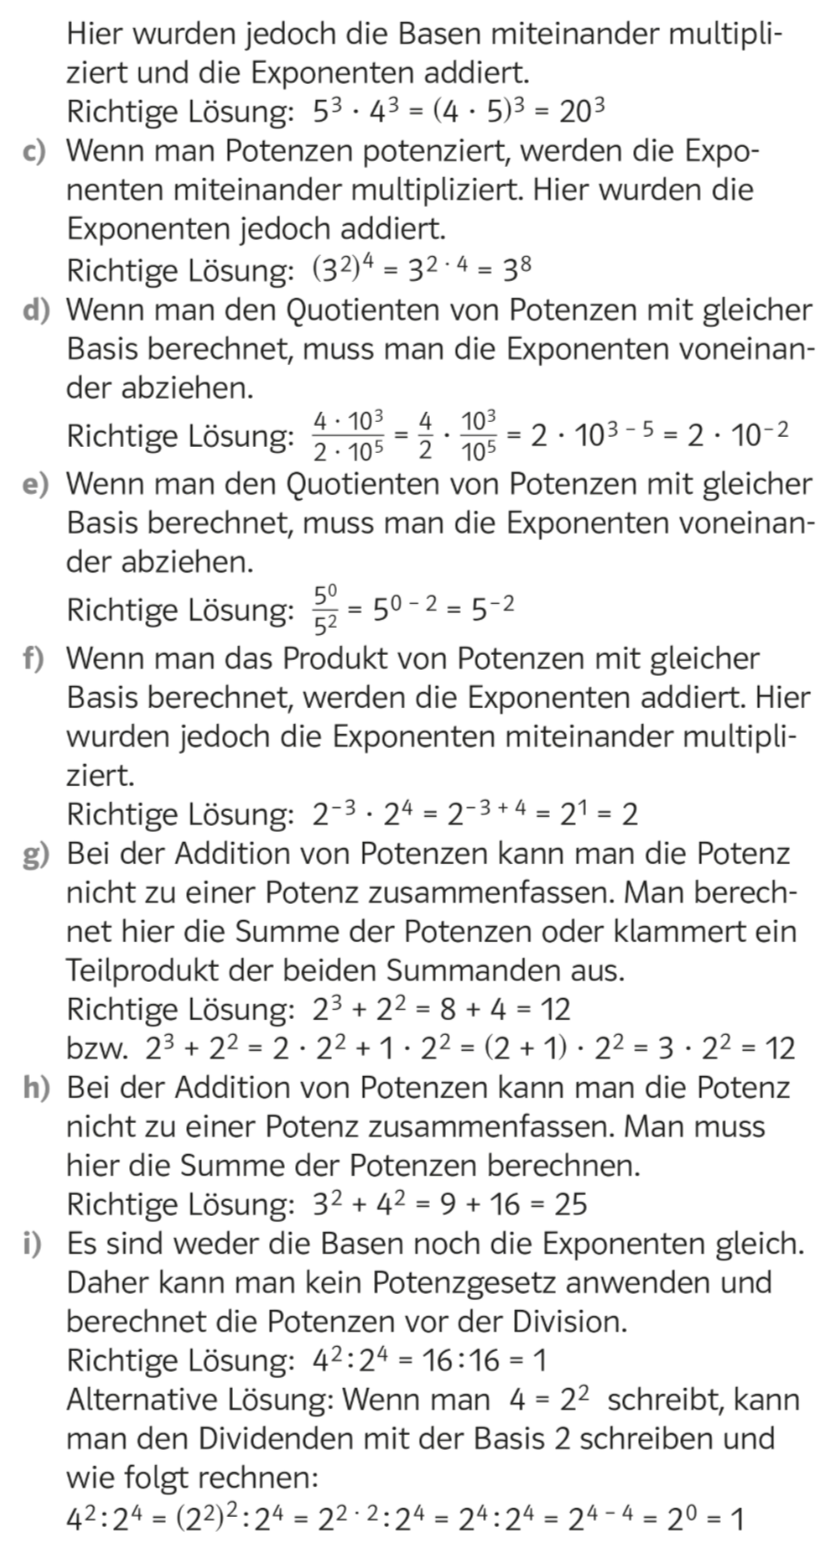 Hier wurden jedoch die Basen miteinander multipli-
ziert und die Exponenten addiert.
Richtige Lösung: 5³ · 4³ = (4 · 5)³ = 20³
c) Wenn man Potenzen potenziert, werden die Expo-
nenten miteinander multipliziert. Hier wurden die
Exponenten jedoch addiert.
Richtige Lösung: (3²)⁴ = 3^(2 · 4) = 3⁸
d) Wenn man den Quotienten von Potenzen mit gleicher
Basis berechnet, muss man die Exponenten voneinan-
der abziehen.
Richtige Lösung: (4 · 10³)/(2 · 10⁵) = 4/2 · 10³/10⁵ = 2 · 10³⁻⁵ = 2 · 10⁻²
e) Wenn man den Quotienten von Potenzen mit gleicher
Basis berechnet, muss man die Exponenten voneinan-
der abziehen.
Richtige Lösung: 5⁰/5² = 5⁰⁻² = 5⁻²
f) Wenn man das Produkt von Potenzen mit gleicher
Basis berechnet, werden die Exponenten addiert. Hier
wurden jedoch die Exponenten miteinander multipli-
ziert.
Richtige Lösung: 2⁻³ · 2⁴ = 2⁻³⁺⁴ = 2¹ = 2
g) Bei der Addition von Potenzen kann man die Potenz
nicht zu einer Potenz zusammenfassen. Man berech-
net hier die Summe der Potenzen oder klammert ein
Teilprodukt der beiden Summanden aus.
Richtige Lösung: 2³ + 2² = 8 + 4 = 12
bzw. 2³ + 2² = 2 · 2² + 1 · 2² = (2 + 1) · 2² = 3 · 2² = 12
h) Bei der Addition von Potenzen kann man die Potenz
nicht zu einer Potenz zusammenfassen. Man muss
hier die Summe der Potenzen berechnen.
Richtige Lösung: 3² + 4² = 9 + 16 = 25
i) Es sind weder die Basen noch die Exponenten gleich.
Daher kann man kein Potenzgesetz anwenden und
berechnet die Potenzen vor der Division.
Richtige Lösung: 4² : 2⁴ = 16 : 16 = 1
Alternative Lösung: Wenn man 4 = 2² schreibt, kann
man den Dividenden mit der Basis 2 schreiben und
wie folgt rechnen:
4² : 2⁴ = (2²)² : 2⁴ = 2^(2 · 2) : 2⁴ = 2⁴ : 2⁴ = 2⁴⁻⁴ = 2⁰ = 1